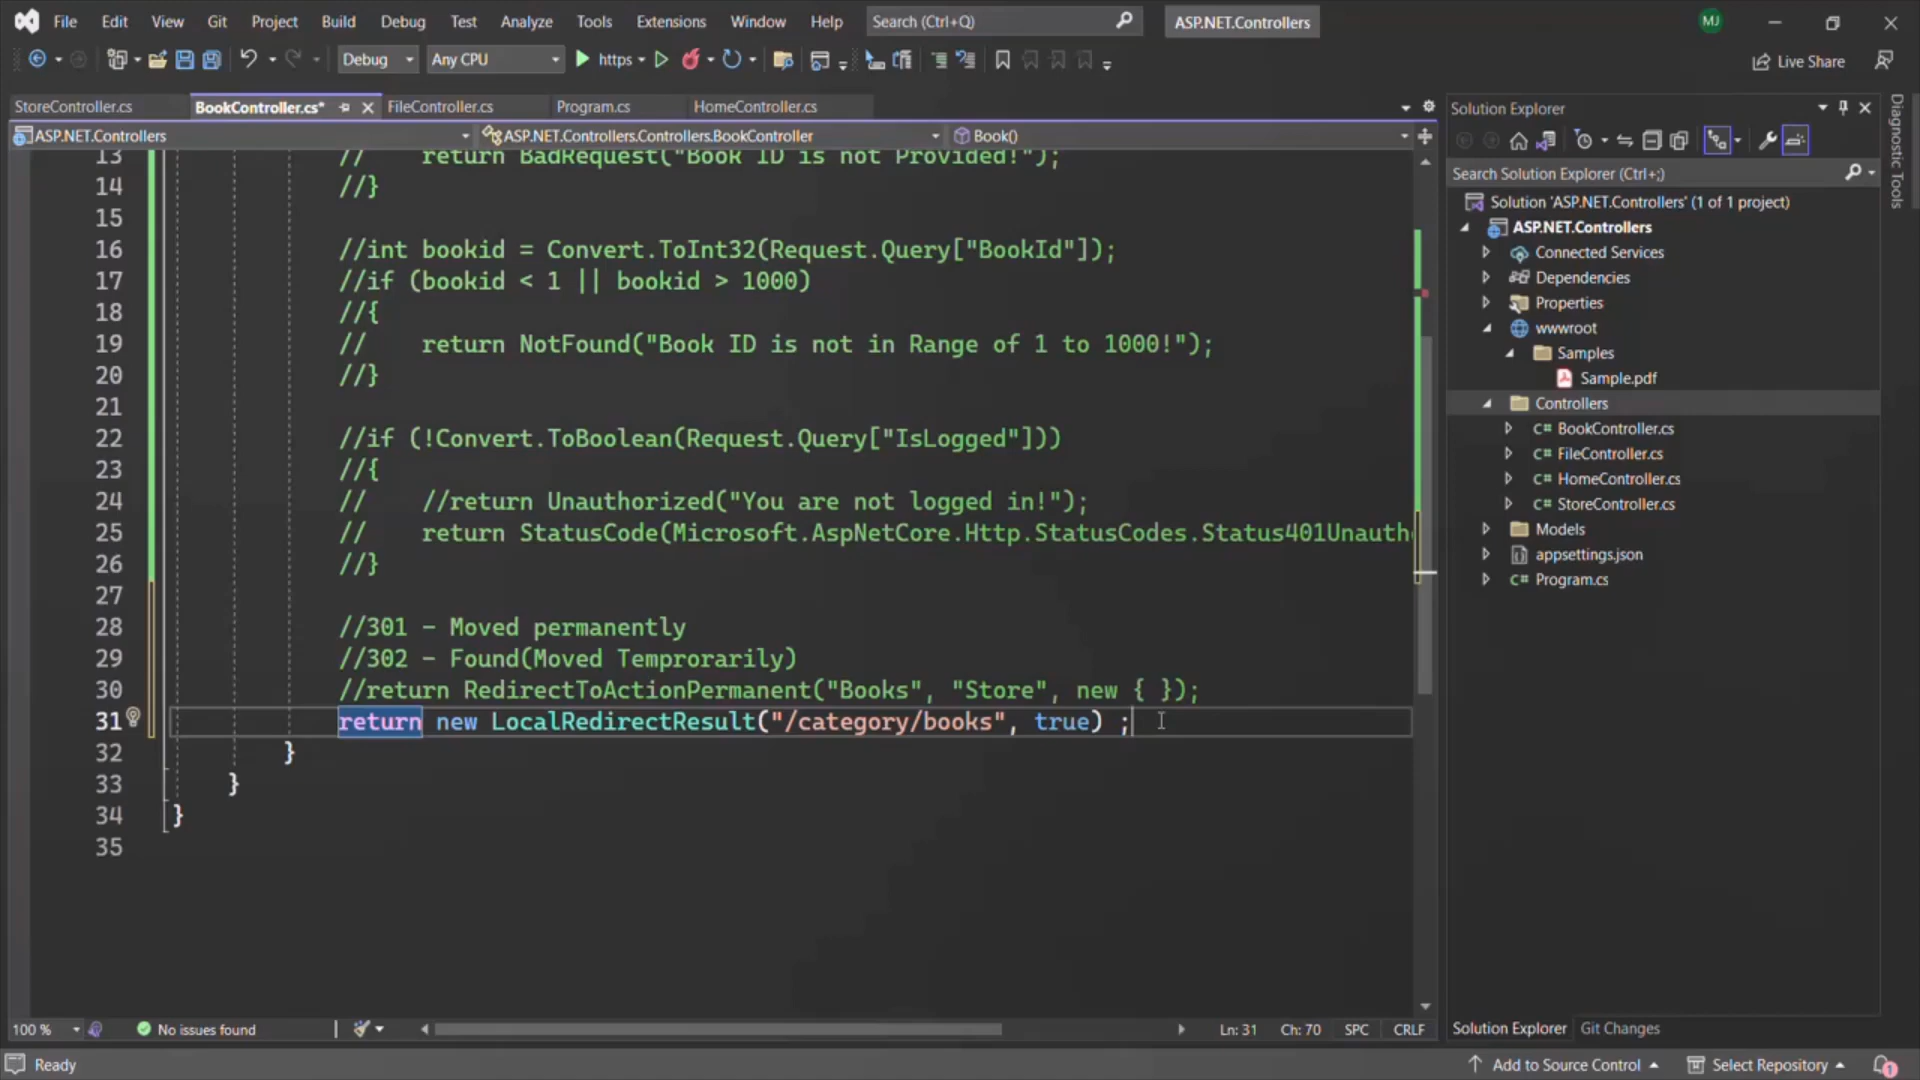 File Edit View Git Project Build Debug Test Analyze Tools Extensions Window Help Search (Ctrl+Q) ASP.NET.Controllers MJ
Debug Any CPU https Live Share
StoreController.cs BookController.cs* FileController.cs Program.cs HomeController.cs
ASP.NET.Controllers ASP.NET.Controllers.Controllers.BookController Book()
13 // return BadRequest("Book ID is not Provided!");
14 //}
15
16 //int bookid = Convert.ToInt32(Request.Query["BookId"]);
17 //if (bookid < 1 || bookid > 1000)
18 //{
19 // return NotFound("Book ID is not in Range of 1 to 1000!");
20 //}
21
22 //if (!Convert.ToBoolean(Request.Query["IsLogged"]))
23 //{
24 // //return Unauthorized("You are not logged in!");
25 // return StatusCode(Microsoft.AspNetCore.Http.StatusCodes.Status401Unauth
26 //}
27
28 //301 - Moved permanently
29 //302 - Found(Moved Temprorarily)
30 //return RedirectToActionPermanent("Books", "Store", new { });
31 return new LocalRedirectResult("/category/books", true) ;
32 }
33 }
34 }
35
100 % No issues found Ln: 31 Ch: 70 SPC CRLF
Solution Explorer
Search Solution Explorer (Ctrl+;)
Solution 'ASP.NET.Controllers' (1 of 1 project)
ASP.NET.Controllers
Connected Services
Dependencies
Properties
wwwroot
Samples
Sample.pdf
Controllers
C# BookController.cs
C# FileController.cs
C# HomeController.cs
C# StoreController.cs
Models
appsettings.json
C# Program.cs
Solution Explorer Git Changes
Diagnostic Tools
Ready Add to Source Control Select Repository 1